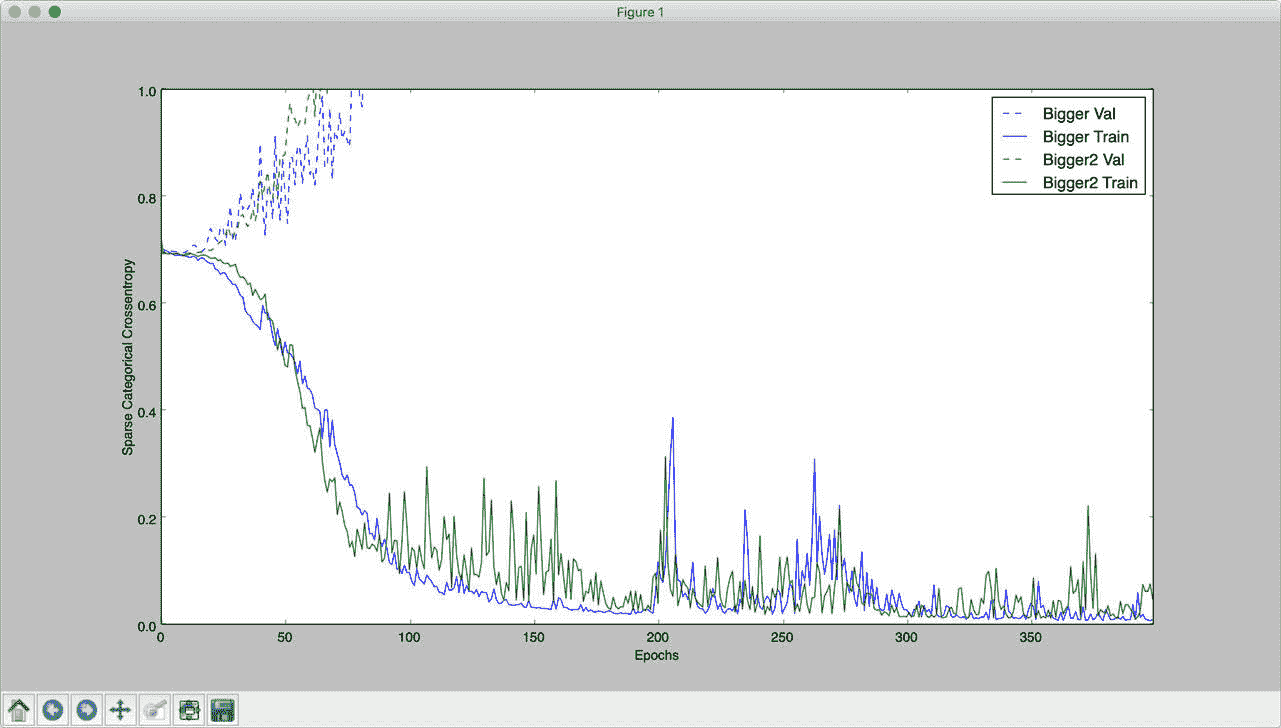 Figure 1
1.0
0.8
0.6
0.4
0.2
0.0
Sparse Categorical Crossentropy
Bigger Val
Bigger Train
Bigger2 Val
Bigger2 Train
0 50 100 150 200 250 300 350
Epochs